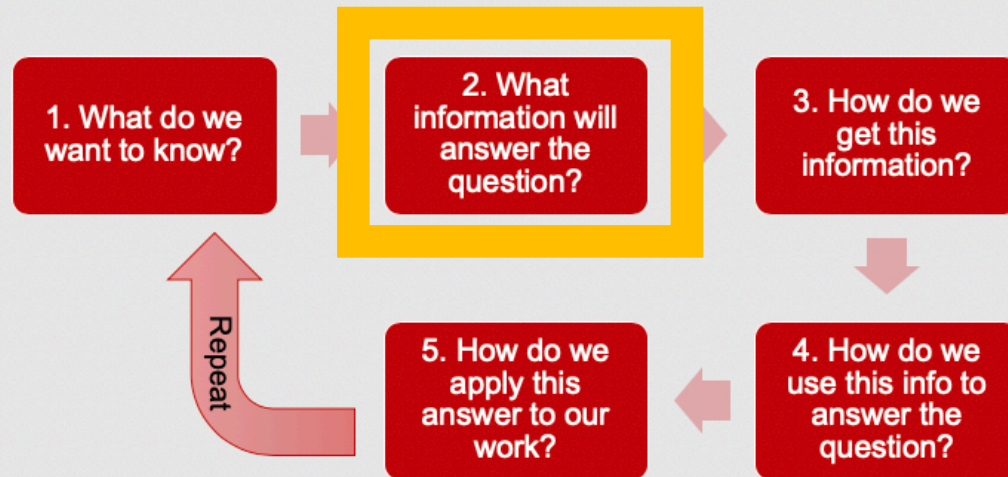 1. What do we
want to know?
2. What
information will
answer the
question?
3. How do we
get this
information?
4. How do we
use this info to
answer the
question?
5. How do we
apply this
answer to our
work?
Repeat